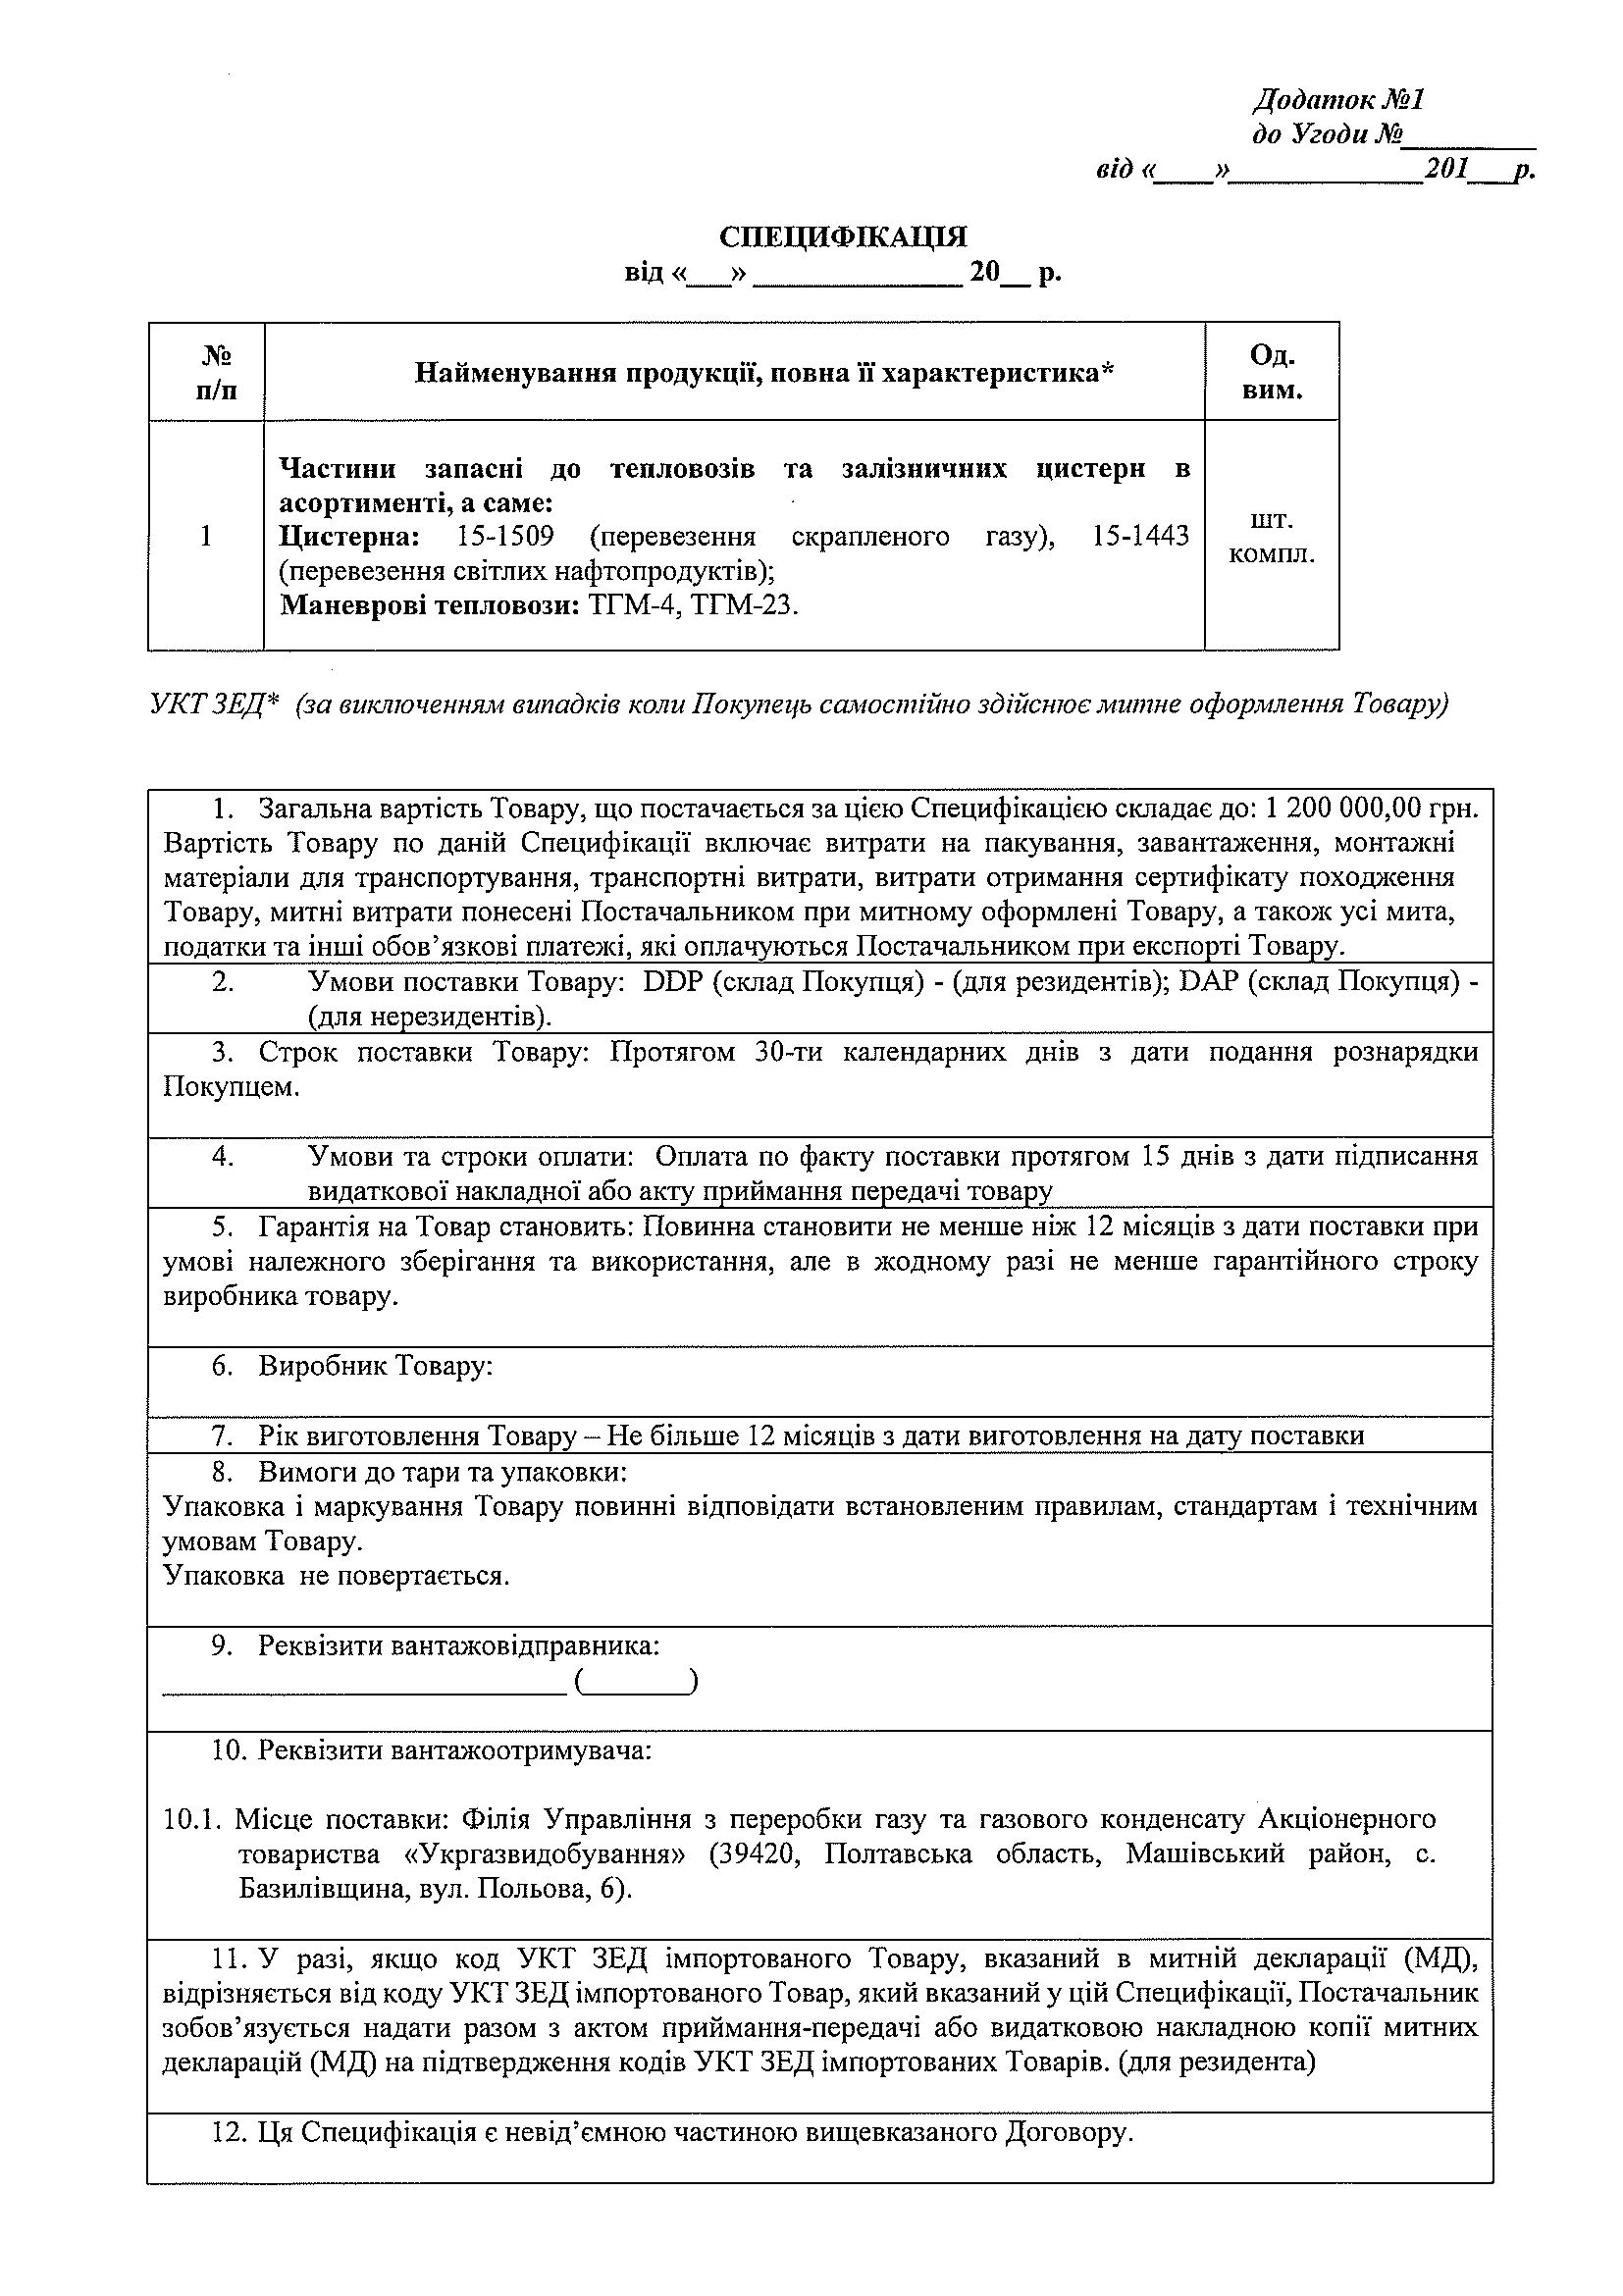 Додаток №1
до Угоди №__________
від «____»______________201___р.
СПЕЦИФІКАЦІЯ
від «___» ______________ 20__ р.
№
п/п
Найменування продукції, повна її характеристика*
Од.
вим.
1
Частини запасні до тепловозів та залізничних цистерн в
асортименті, а саме:
Цистерна: 15-1509 (перевезення скрапленого газу), 15-1443
(перевезення світлих нафтопродуктів);
Маневрові тепловози: ТГМ-4, ТГМ-23.
шт.
компл.
УКТ ЗЕД* (за виключенням випадків коли Покупець самостійно здійснює митне оформлення Товару)
1. Загальна вартість Товару, що постачається за цією Специфікацією складає до: 1 200 000,00 грн.
Вартість Товару по даній Специфікації включає витрати на пакування, завантаження, монтажні
матеріали для транспортування, транспортні витрати, витрати отримання сертифікату походження
Товару, митні витрати понесені Постачальником при митному оформлені Товару, а також усі мита,
податки та інші обов’язкові платежі, які оплачуються Постачальником при експорті Товару.
2. Умови поставки Товару: DDP (склад Покупця) - (для резидентів); DAP (склад Покупця) -
(для нерезидентів).
3. Строк поставки Товару: Протягом 30-ти календарних днів з дати подання рознарядки
Покупцем.
4. Умови та строки оплати: Оплата по факту поставки протягом 15 днів з дати підписання
видаткової накладної або акту приймання передачі товару
5. Гарантія на Товар становить: Повинна становити не менше ніж 12 місяців з дати поставки при
умові належного зберігання та використання, але в жодному разі не менше гарантійного строку
виробника товару.
6. Виробник Товару:
7. Рік виготовлення Товару – Не більше 12 місяців з дати виготовлення на дату поставки
8. Вимоги до тари та упаковки:
Упаковка і маркування Товару повинні відповідати встановленим правилам, стандартам і технічним
умовам Товару.
Упаковка не повертається.
9. Реквізити вантажовідправника:
___________________________ (_______)
10. Реквізити вантажоотримувача:
10.1. Місце поставки: Філія Управління з переробки газу та газового конденсату Акціонерного
товариства «Укргазвидобування» (39420, Полтавська область, Машівський район, с.
Базилівщина, вул. Польова, 6).
11. У разі, якщо код УКТ ЗЕД імпортованого Товару, вказаний в митній декларації (МД),
відрізняється від коду УКТ ЗЕД імпортованого Товар, який вказаний у цій Специфікації, Постачальник
зобов’язується надати разом з актом приймання-передачі або видатковою накладною копії митних
декларацій (МД) на підтвердження кодів УКТ ЗЕД імпортованих Товарів. (для резидента)
12. Ця Специфікація є невід’ємною частиною вищевказаного Договору.